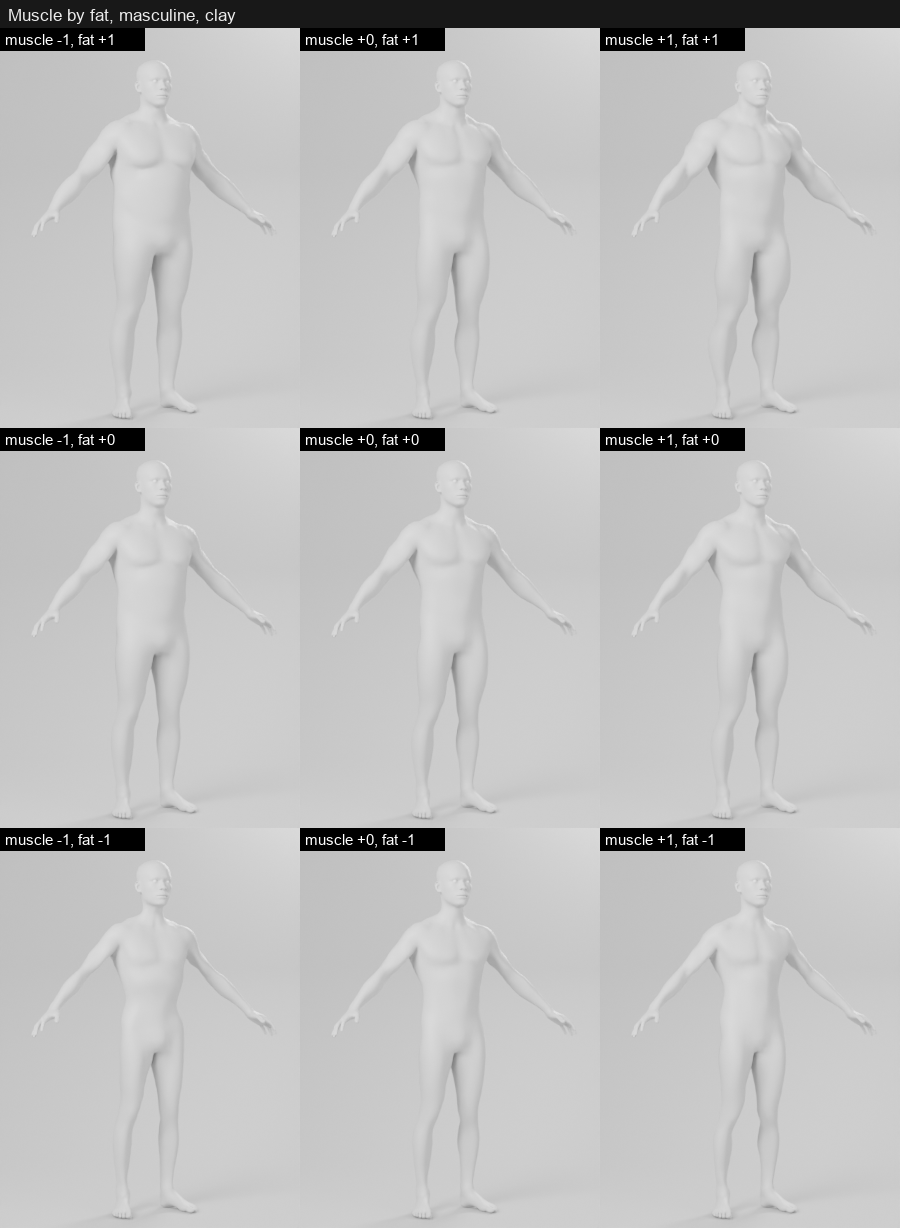 Muscle by fat, masculine, clay
muscle -1, fat +1
muscle +0, fat +1
muscle +1, fat +1
muscle -1, fat +0
muscle +0, fat +0
muscle +1, fat +0
muscle -1, fat -1
muscle +0, fat -1
muscle +1, fat -1